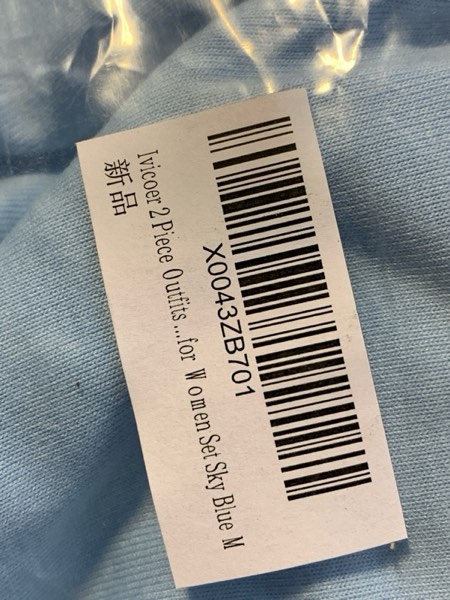 X0043ZB701
Ivicoer 2 Piece Outfits...for Women Set Sky Blue M
新品